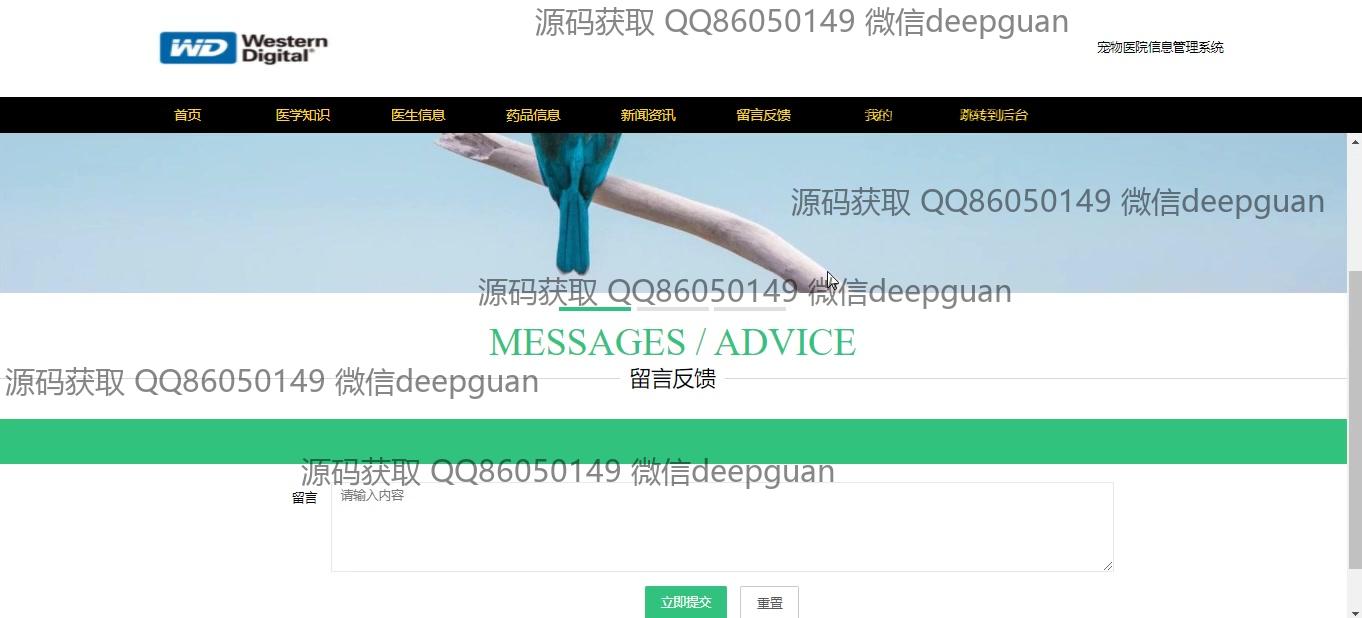 源码获取 QQ86050149 微信deepguan
WD Western Digital®
宠物医院信息管理系统
首页 医学知识 医生信息 药品信息 新闻资讯 留言反馈 我的 跳转到后台
源码获取 QQ86050149 微信deepguan
源码获取 QQ86050149 微信deepguan
MESSAGES / ADVICE
源码获取 QQ86050149 微信deepguan
留言反馈
源码获取 QQ86050149 微信deepguan
留言 请输入内容
立即提交 重置